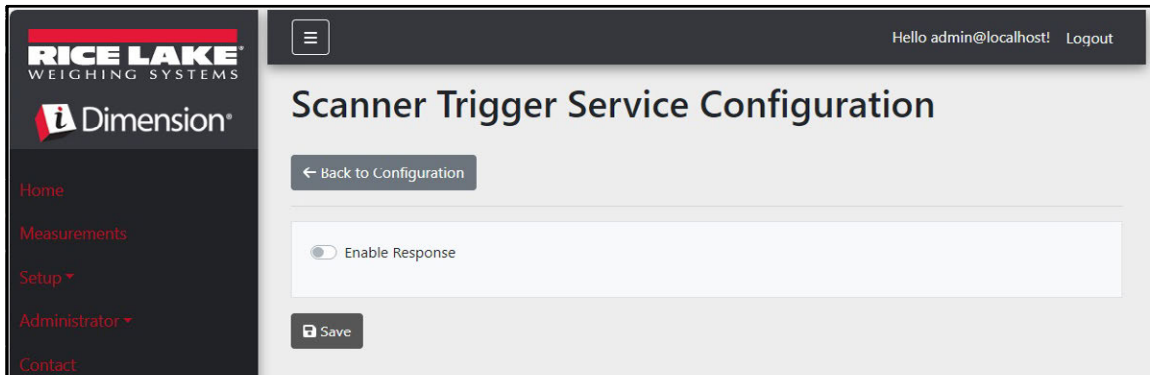 RICE LAKE
WEIGHING SYSTEMS
i Dimension®
Home
Measurements
Setup
Administrator
Contact
Hello admin@localhost! Logout
Scanner Trigger Service Configuration
← Back to Configuration
Enable Response
Save